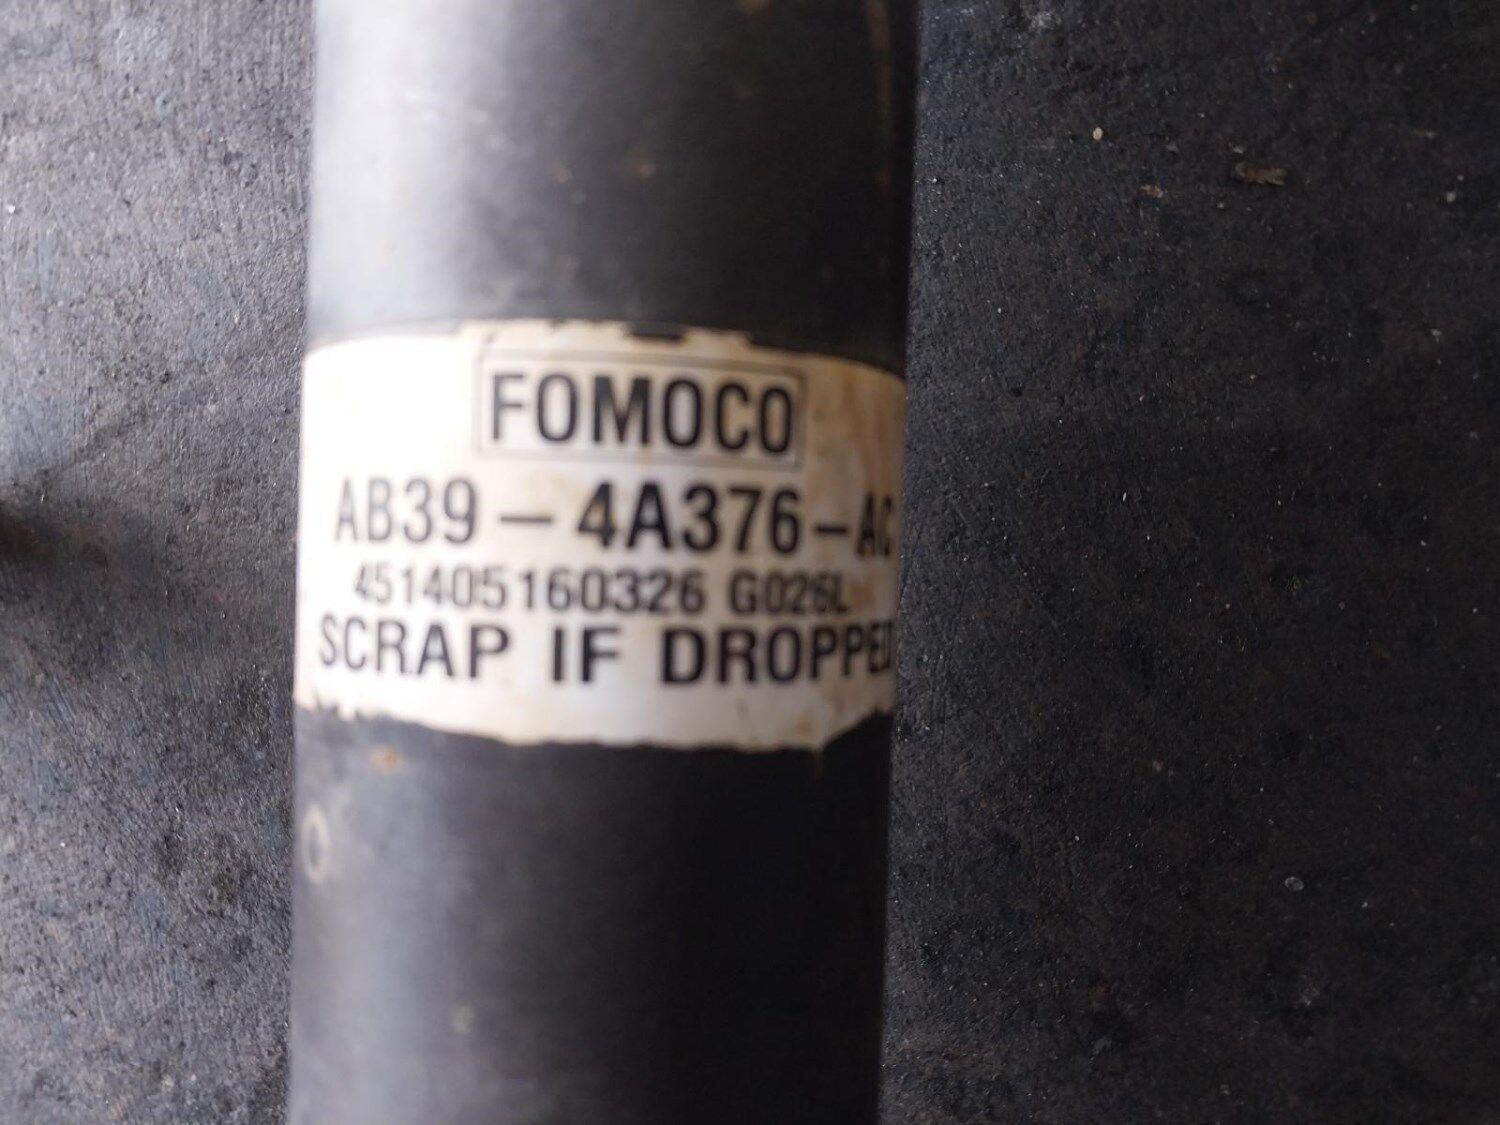 FOMOCO
AB39-4A376-AC
451405160326 G026L
SCRAP IF DROPPED